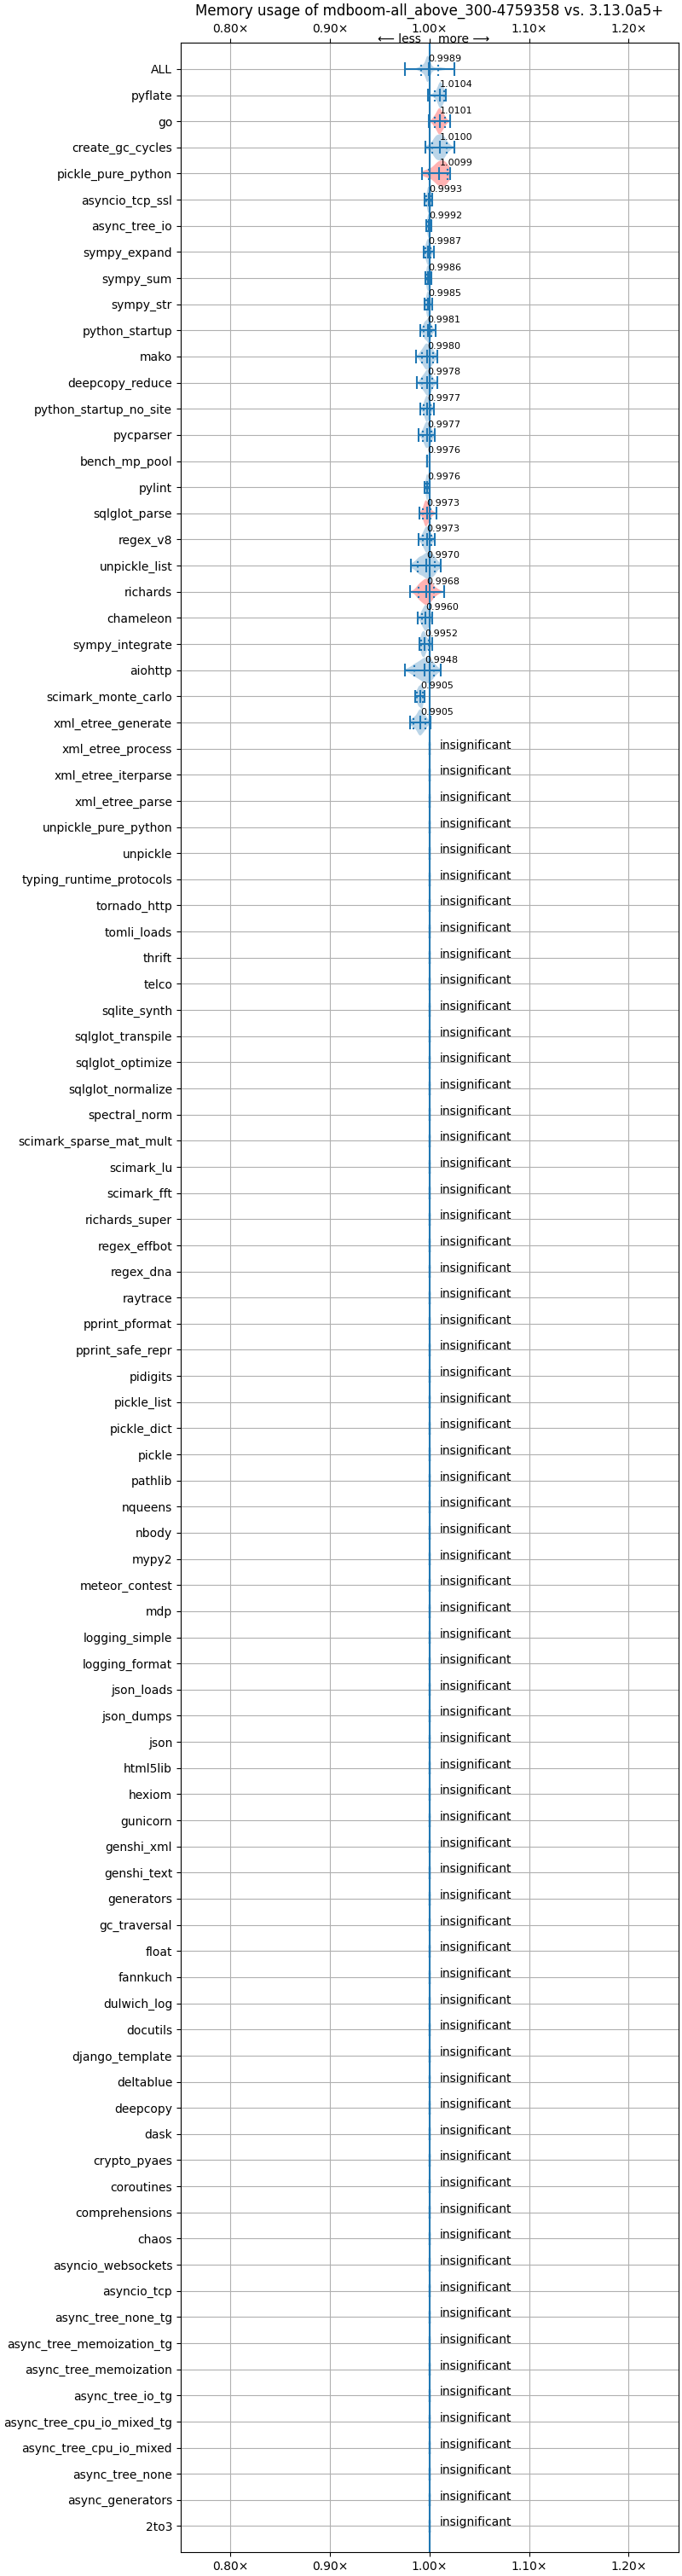 Memory usage of mdboom-all_above_300-4759358 vs. 3.13.0a5+
0.80× 0.90× 1.00× 1.10× 1.20×
⟵ less more ⟶
ALL 0.9989
pyflate 1.0104
go 1.0101
create_gc_cycles 1.0100
pickle_pure_python 1.0099
asyncio_tcp_ssl 0.9993
async_tree_io 0.9992
sympy_expand 0.9987
sympy_sum 0.9986
sympy_str 0.9985
python_startup 0.9981
mako 0.9980
deepcopy_reduce 0.9978
python_startup_no_site 0.9977
pycparser 0.9977
bench_mp_pool 0.9976
pylint 0.9976
sqlglot_parse 0.9973
regex_v8 0.9973
unpickle_list 0.9970
richards 0.9968
chameleon 0.9960
sympy_integrate 0.9952
aiohttp 0.9948
scimark_monte_carlo 0.9905
xml_etree_generate 0.9905
xml_etree_process insignificant
xml_etree_iterparse insignificant
xml_etree_parse insignificant
unpickle_pure_python insignificant
unpickle insignificant
typing_runtime_protocols insignificant
tornado_http insignificant
tomli_loads insignificant
thrift insignificant
telco insignificant
sqlite_synth insignificant
sqlglot_transpile insignificant
sqlglot_optimize insignificant
sqlglot_normalize insignificant
spectral_norm insignificant
scimark_sparse_mat_mult insignificant
scimark_lu insignificant
scimark_fft insignificant
richards_super insignificant
regex_effbot insignificant
regex_dna insignificant
raytrace insignificant
pprint_pformat insignificant
pprint_safe_repr insignificant
pidigits insignificant
pickle_list insignificant
pickle_dict insignificant
pickle insignificant
pathlib insignificant
nqueens insignificant
nbody insignificant
mypy2 insignificant
meteor_contest insignificant
mdp insignificant
logging_simple insignificant
logging_format insignificant
json_loads insignificant
json_dumps insignificant
json insignificant
html5lib insignificant
hexiom insignificant
gunicorn insignificant
genshi_xml insignificant
genshi_text insignificant
generators insignificant
gc_traversal insignificant
float insignificant
fannkuch insignificant
dulwich_log insignificant
docutils insignificant
django_template insignificant
deltablue insignificant
deepcopy insignificant
dask insignificant
crypto_pyaes insignificant
coroutines insignificant
comprehensions insignificant
chaos insignificant
asyncio_websockets insignificant
asyncio_tcp insignificant
async_tree_none_tg insignificant
async_tree_memoization_tg insignificant
async_tree_memoization insignificant
async_tree_io_tg insignificant
async_tree_cpu_io_mixed_tg insignificant
async_tree_cpu_io_mixed insignificant
async_tree_none insignificant
async_generators insignificant
2to3 insignificant
0.80× 0.90× 1.00× 1.10× 1.20×